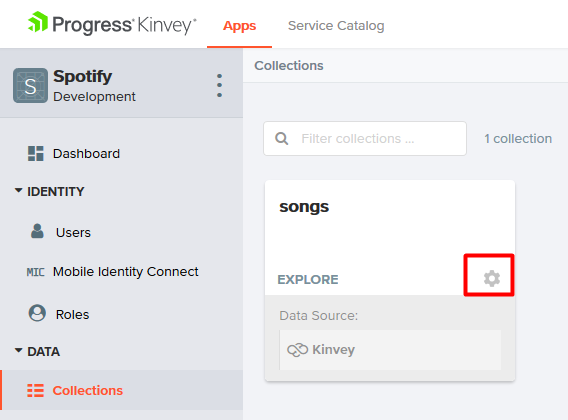 Progress Kinvey Apps Service Catalog
S Spotify
Development
Collections
Dashboard
IDENTITY
Users
MIC Mobile Identity Connect
Roles
DATA
Collections
Filter collections ... 1 collection
songs
EXPLORE
Data Source:
Kinvey